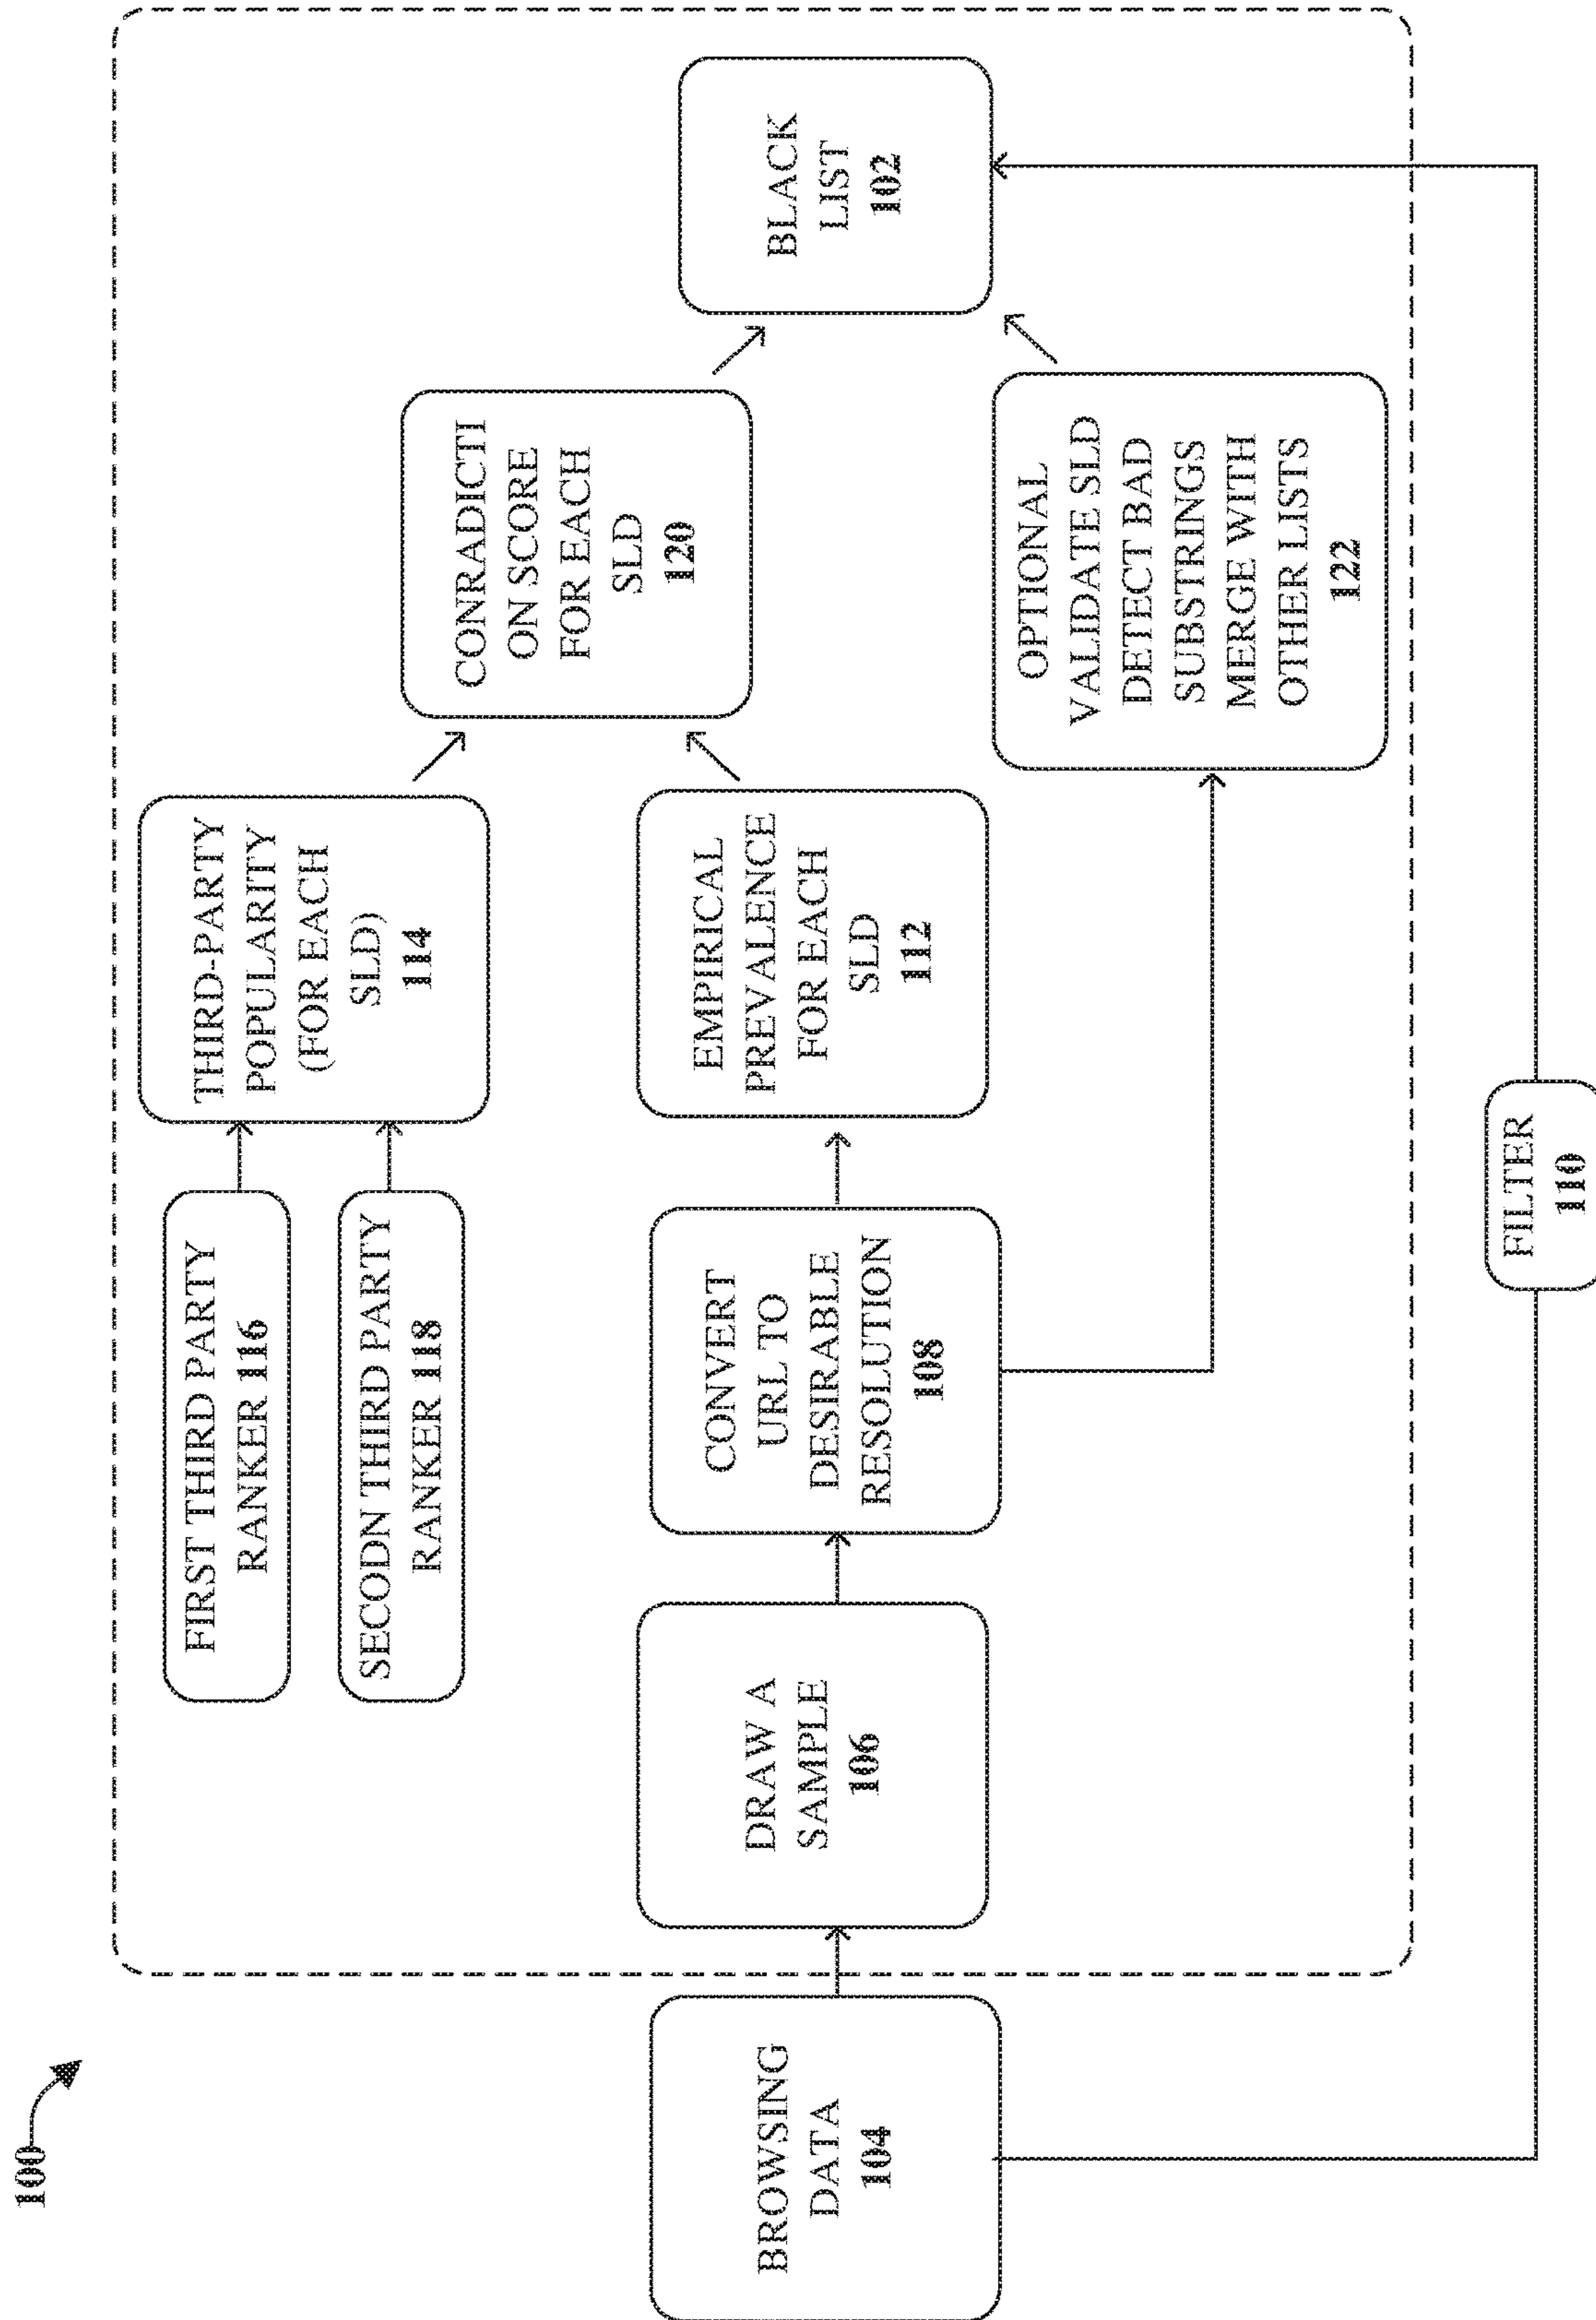 100
FIRST THIRD PARTY
RANKER 116
SECODN THIRD PARTY
RANKER 118
THIRD-PARTY
POPULARITY
(FOR EACH
SLD)
114
BROWSING
DATA
104
DRAW A
SAMPLE
106
CONVERT
URL TO
DESIRABLE
RESOLUTION
108
EMPIRICAL
PREVALENCE
FOR EACH
SLD
112
CONRADICTI
ON SCORE
FOR EACH
SLD
120
OPTIONAL
VALIDATE SLD
DETECT BAD
SUBSTRINGS
MERGE WITH
OTHER LISTS
122
BLACK
LIST
102
FILTER
110